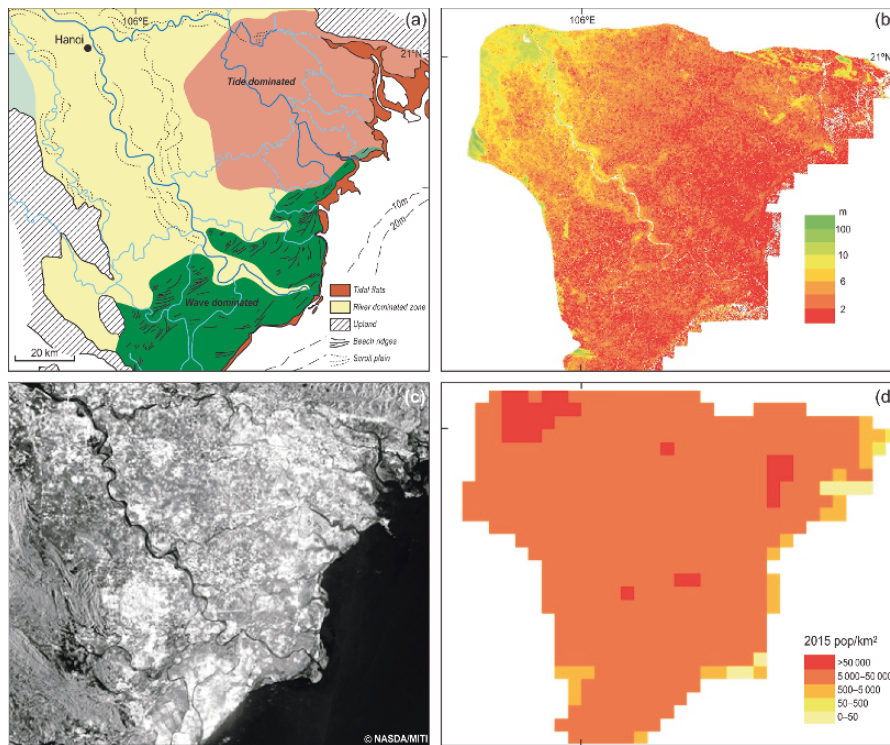 106°E
(a)
Hanoi
21°N
Tide dominated
10m
20m
Wave dominated
Tidal flats
River dominated zone
Upland
Beach ridges
Scroll plain
20 km
106°E
(b)
21°N
m
100
10
6
2
(c)
© NASDA/MITI
(d)
2015 pop/km²
>50 000
5 000–50 000
500–5 000
50–500
0–50